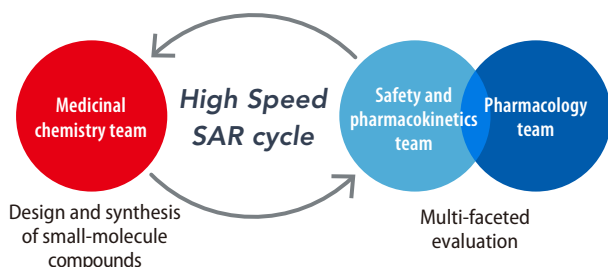 Medicinal
chemistry team
High Speed
SAR cycle
Safety and
pharmacokinetics
team
Pharmacology
team
Design and synthesis
of small-molecule
compounds
Multi-faceted
evaluation